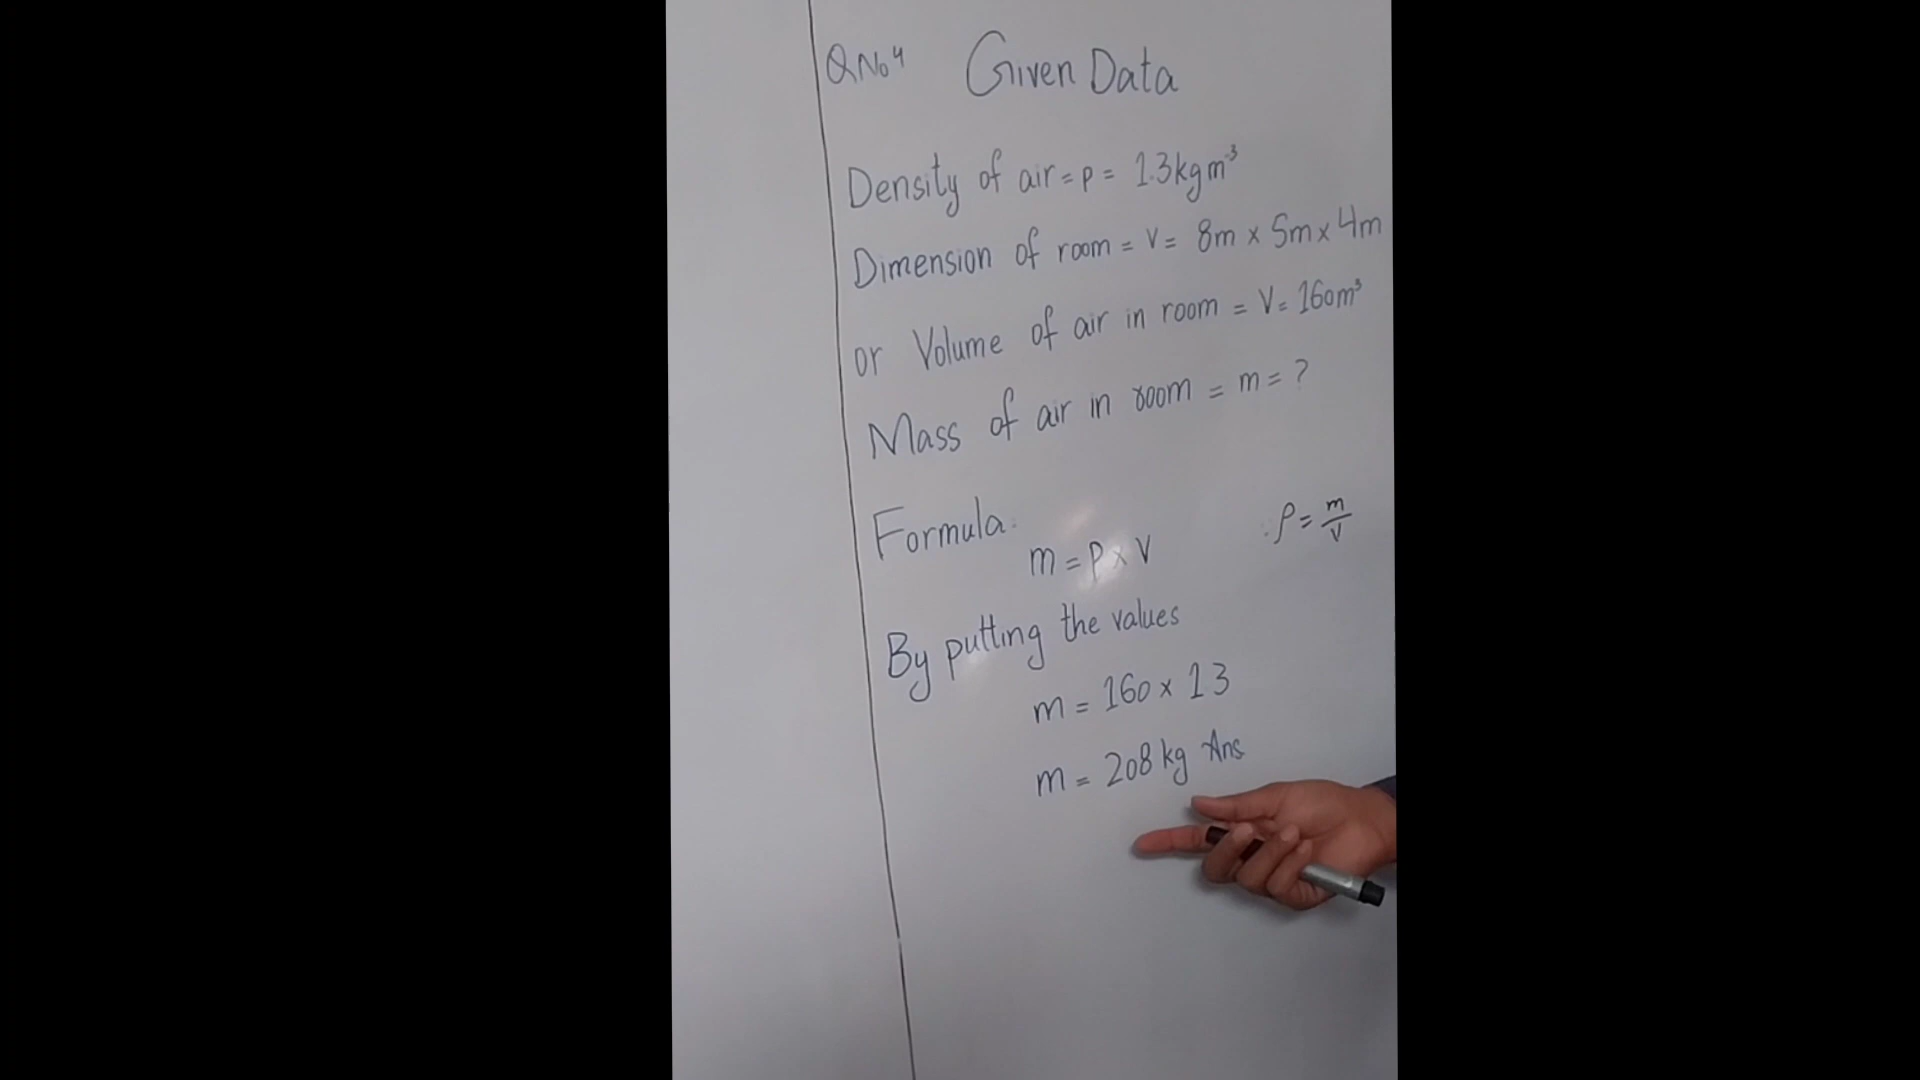 QNo4 Given Data
Density of air = ρ = 1.3kgm⁻³
Dimension of room = V = 8m × 5m × 4m
or Volume of air in room = V = 160m³
Mass of air in room = m = ?
Formula:
m = ρ × V ∴ ρ = m/V
By putting the values
m = 160 × 1.3
m = 208 kg Ans